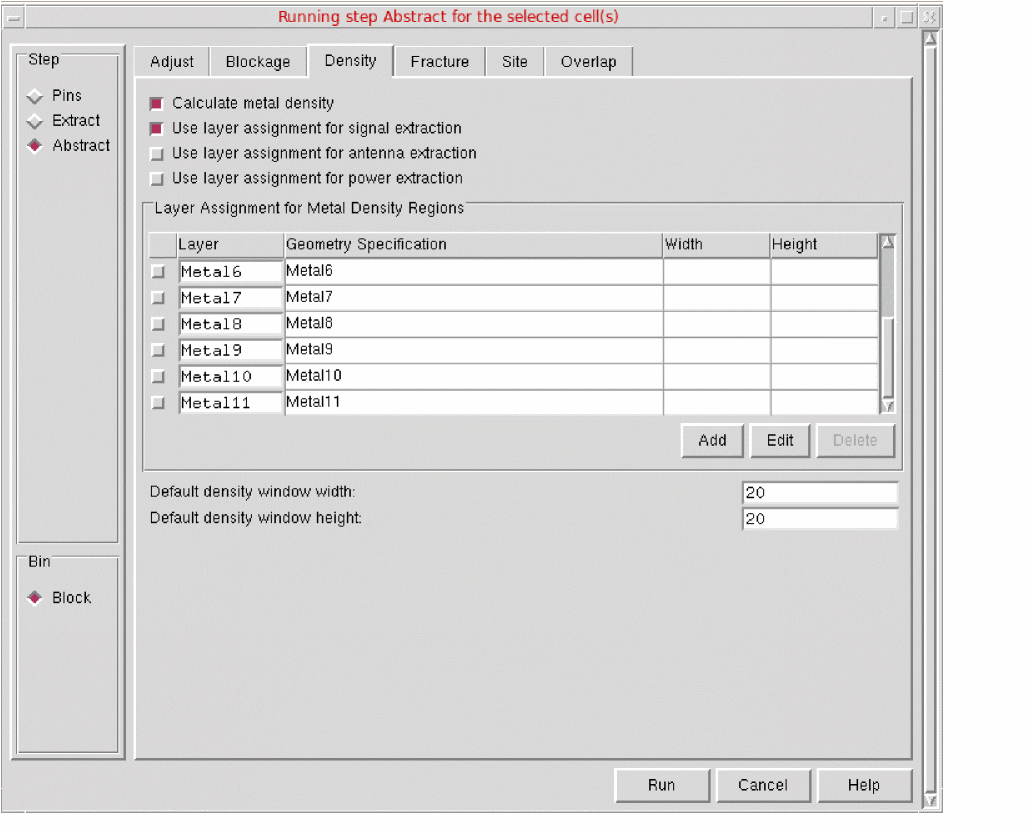 Running step Abstract for the selected cell(s)
Step
Pins
Extract
Abstract
Bin
Block
Adjust Blockage Density Fracture Site Overlap
Calculate metal density
Use layer assignment for signal extraction
Use layer assignment for antenna extraction
Use layer assignment for power extraction
Layer Assignment for Metal Density Regions
Layer Geometry Specification Width Height
Metal6 Metal6
Metal7 Metal7
Metal8 Metal8
Metal9 Metal9
Metal10 Metal10
Metal11 Metal11
Add Edit Delete
Default density window width: 20
Default density window height: 20
Run Cancel Help